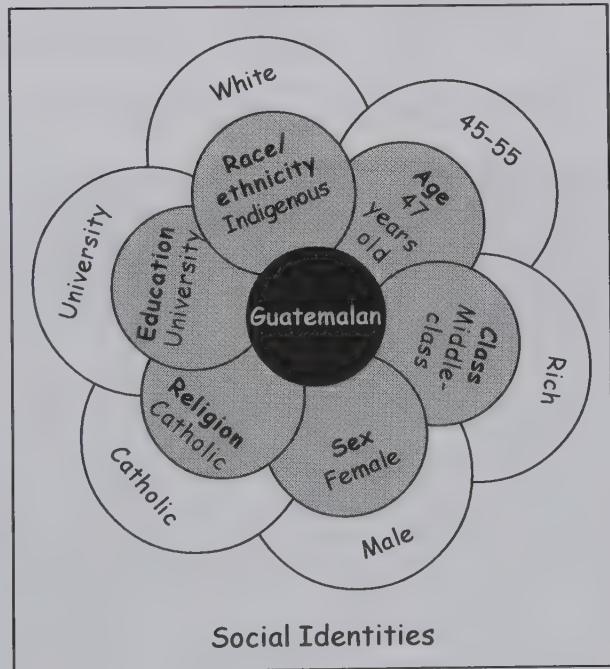 White
Race/
ethnicity
Indigenous
45-55
Age
47
years
old
Rich
Class
Middle-
class
Male
Sex
Female
Catholic
Religion
Catholic
University
Education
University
Guatemalan
Social Identities